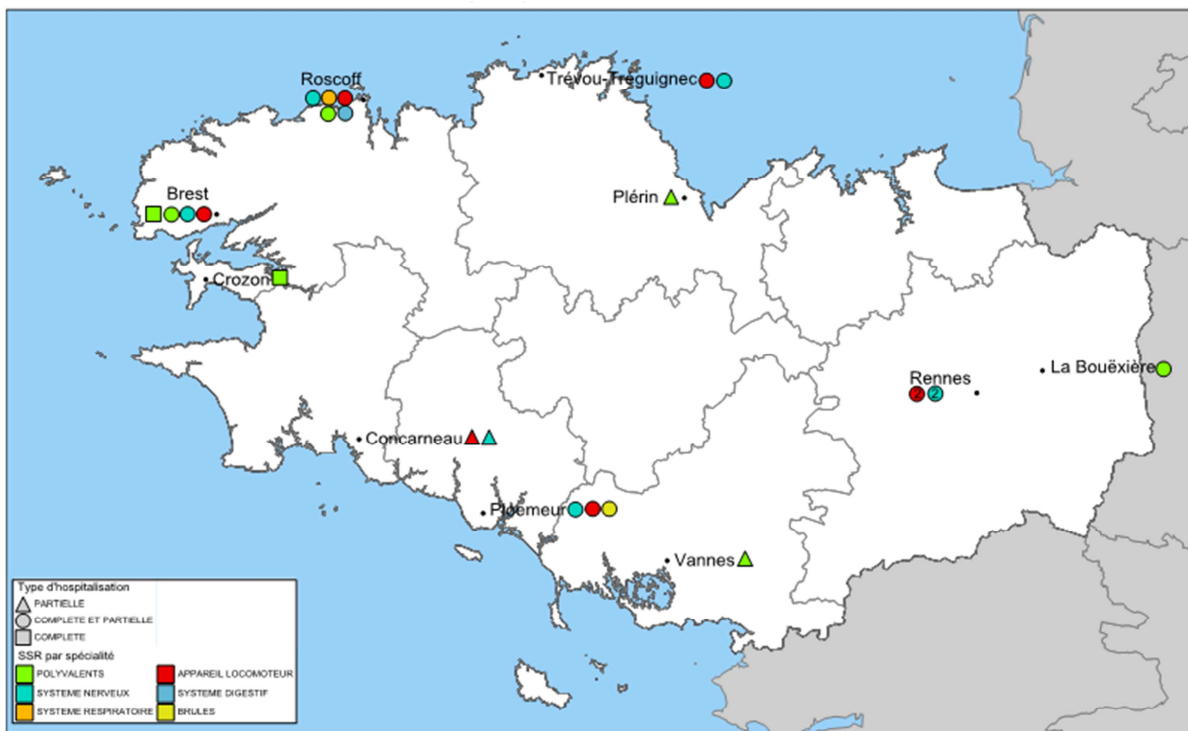 Roscoff
Trévou-Tréguignec
Brest
Plérin
Crozon
La Bouëxière
Rennes
2 2
Concarneau
Ploemeur
Vannes
Type d'hospitalisation
PARTIELLE
COMPLETE ET PARTIELLE
COMPLETE
SSR par spécialité
POLYVALENTS
APPAREIL LOCOMOTEUR
SYSTEME NERVEUX
SYSTEME DIGESTIF
SYSTEME RESPIRATOIRE
BRULES